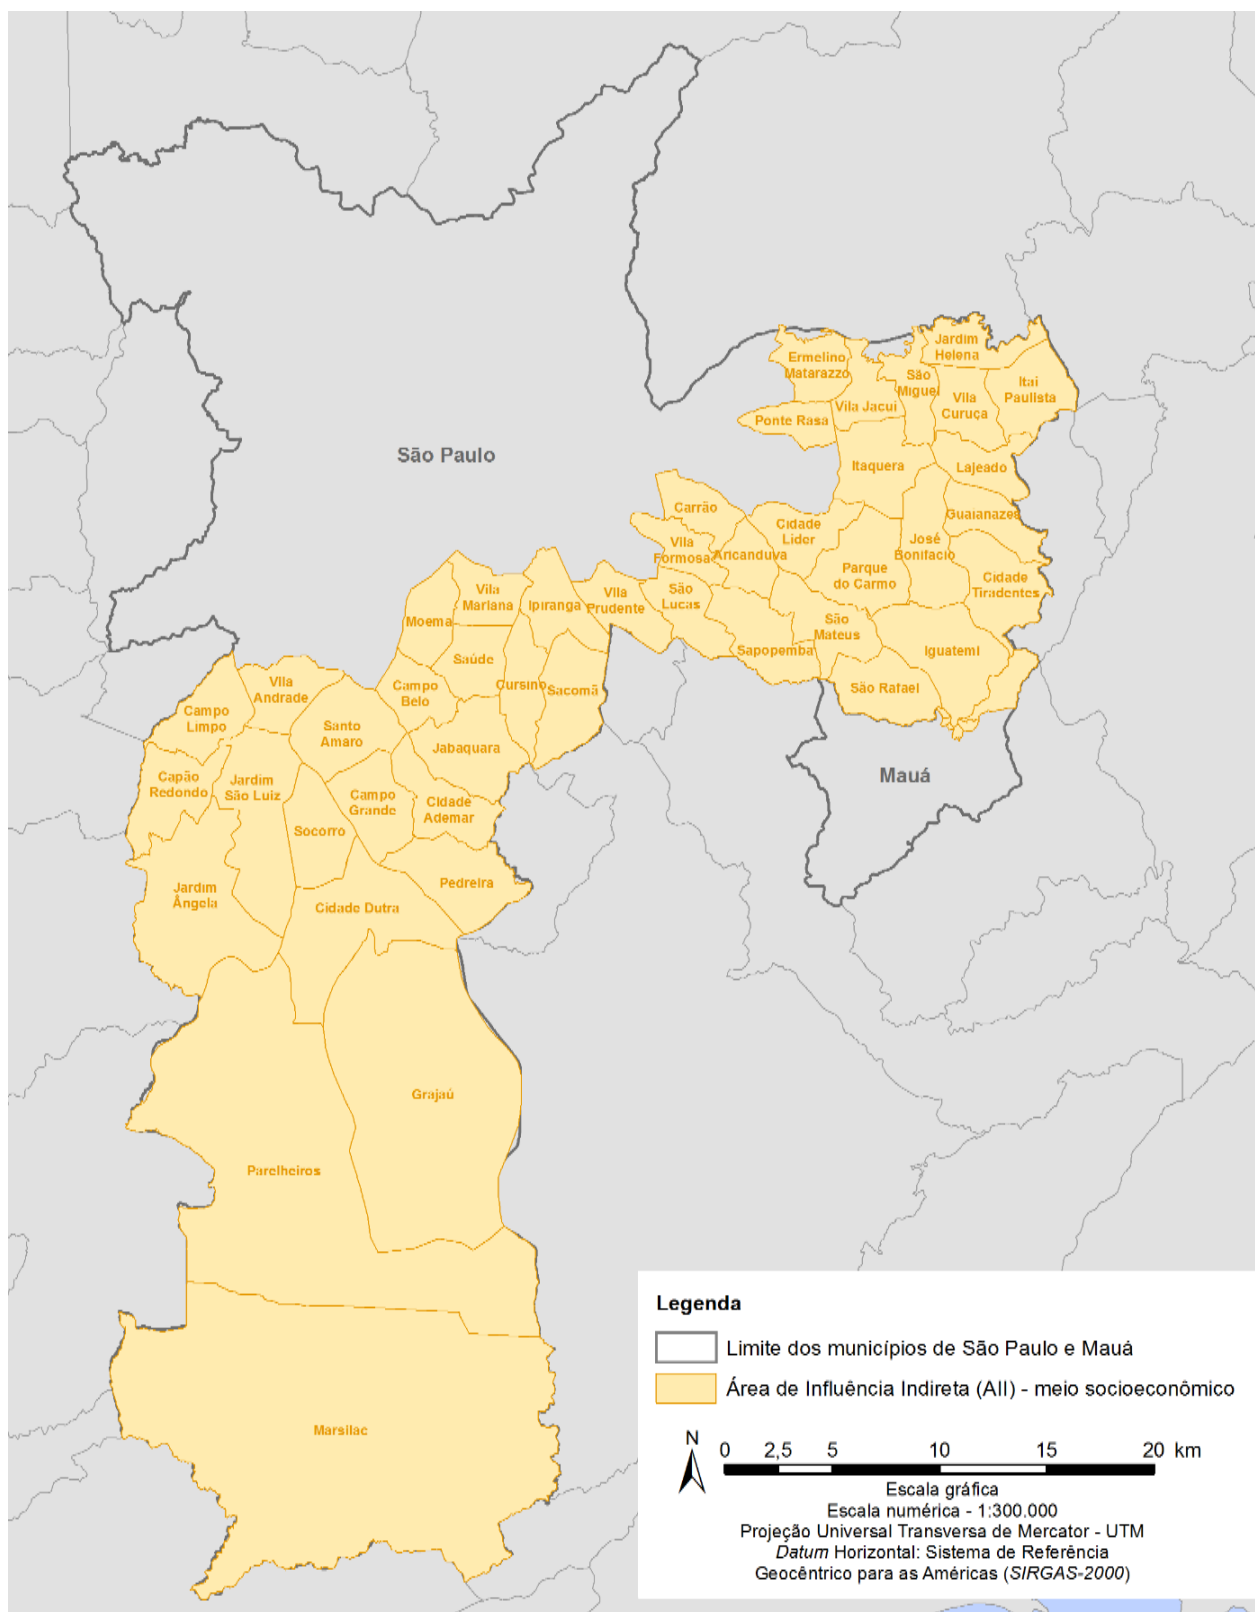 Jardim
Helena
Ermelino
Matarazzo
São
Miguel
Itai
Paulista
Vila
Curuça
Vila Jacui
Ponte Rasa
São Paulo
Itaquera
Lajeado
Carrão
Guaianazes
Cidade
Lider
Vila
Formosa
Aricanduva
José
Bonifacio
Parque
do Carmo
Cidade
Tiradentes
Vila
Mariana
Ipiranga
Vila
Prudente
São
Lucas
Moema
São
Mateus
Sapopemba
Iguatemi
Saúde
Campo
Belo
Cursino
Sacomã
São Rafael
Vila
Andrade
Campo
Limpo
Santo
Amaro
Jabaquara
Mauá
Capão
Redondo
Jardim
São Luiz
Campo
Grande
Cidade
Ademar
Socorro
Jardim
Ângela
Pedreira
Cidade Dutra
Grajaú
Parelheiros
Marsilac
Legenda
Limite dos municípios de São Paulo e Mauá
Área de Influência Indireta (AII) - meio socioeconômico
N
0 2,5 5 10 15 20 km
Escala gráfica
Escala numérica - 1:300.000
Projeção Universal Transversa de Mercator - UTM
Datum Horizontal: Sistema de Referência
Geocêntrico para as Américas (SIRGAS-2000)